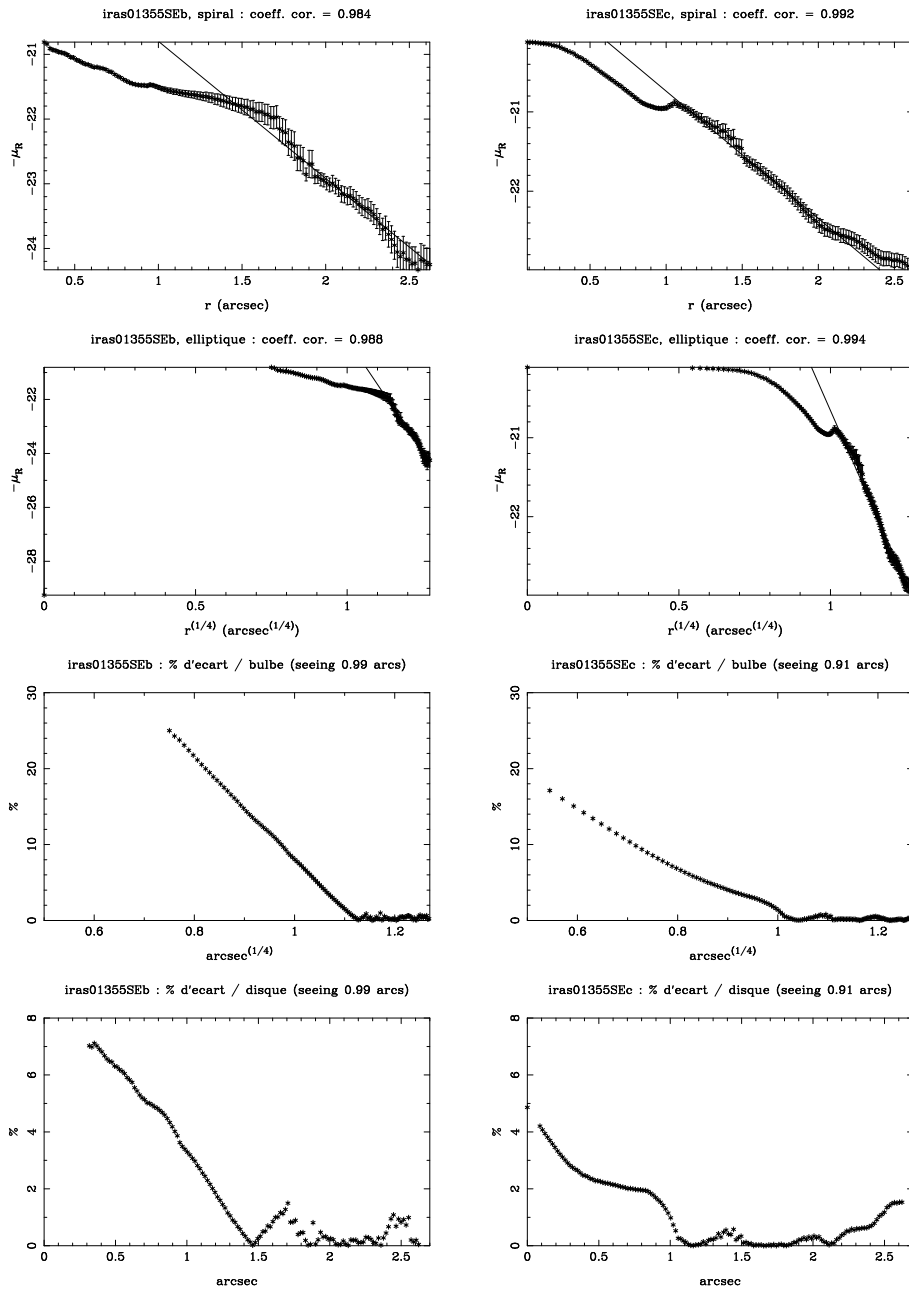 iras01355SEb, spiral : coeff. cor. = 0.984
iras01355SEc, spiral : coeff. cor. = 0.992
-21
-22
-23
-24
-μR
0.5 1 1.5 2 2.5
r (arcsec)
-21
-22
-μR
0 0.5 1 1.5 2 2.5
r (arcsec)
iras01355SEb, elliptique : coeff. cor. = 0.988
iras01355SEc, elliptique : coeff. cor. = 0.994
-22
-24
-26
-28
-μR
0 0.5 1
r(1/4) (arcsec(1/4))
-21
-22
-μR
0 0.5 1
r(1/4) (arcsec(1/4))
iras01355SEb : % d'ecart / bulbe (seeing 0.99 arcs)
iras01355SEc : % d'ecart / bulbe (seeing 0.91 arcs)
30
20
10
0
%
0.6 0.8 1 1.2
arcsec(1/4)
30
20
10
0
%
0.6 0.8 1 1.2
arcsec(1/4)
iras01355SEb : % d'ecart / disque (seeing 0.99 arcs)
iras01355SEc : % d'ecart / disque (seeing 0.91 arcs)
8
6
4
2
0
%
0 0.5 1 1.5 2 2.5
arcsec
8
6
4
2
0
%
0 0.5 1 1.5 2 2.5
arcsec